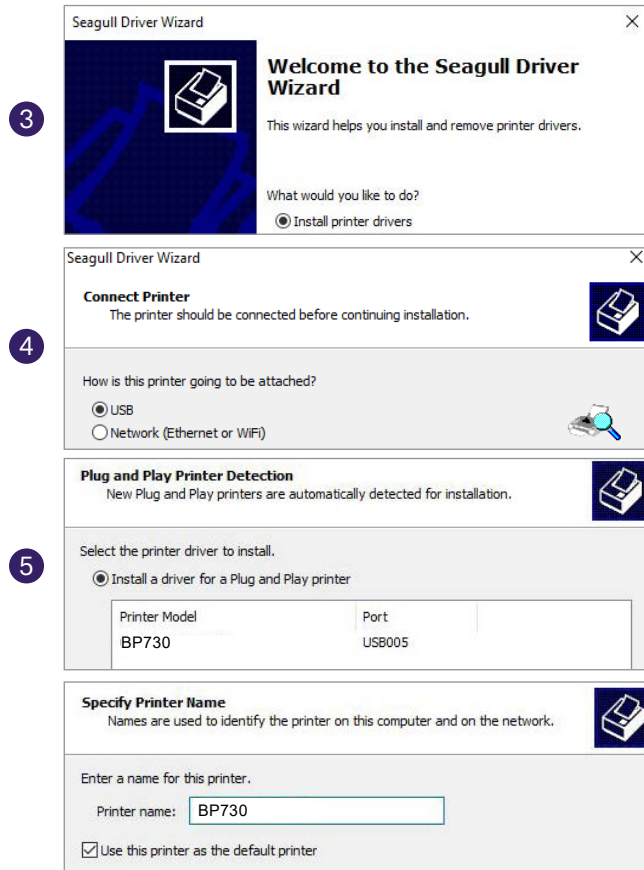 Seagull Driver Wizard
Welcome to the Seagull Driver
Wizard
3
This wizard helps you install and remove printer drivers.
What would you like to do?
Install printer drivers
Seagull Driver Wizard
Connect Printer
The printer should be connected before continuing installation.
4
How is this printer going to be attached?
USB
Network (Ethernet or WiFi)
Plug and Play Printer Detection
New Plug and Play printers are automatically detected for installation.
5
Select the printer driver to install.
Install a driver for a Plug and Play printer
Printer Model Port
BP730 USB005
Specify Printer Name
Names are used to identify the printer on this computer and on the network.
Enter a name for this printer.
Printer name: BP730
Use this printer as the default printer